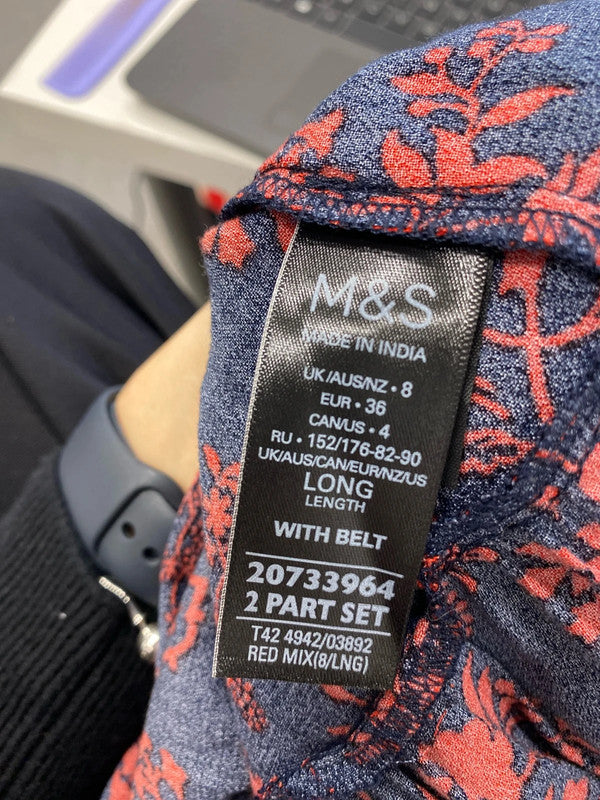 M&S
MADE IN INDIA
UK/AUS/NZ • 8
EUR • 36
CAN/US • 4
RU • 152/176-82-90
UK/AUS/CAN/EUR/NZ/US
LONG
LENGTH
WITH BELT
20733964
2 PART SET
T42 4942/03892
RED MIX(8/LNG)